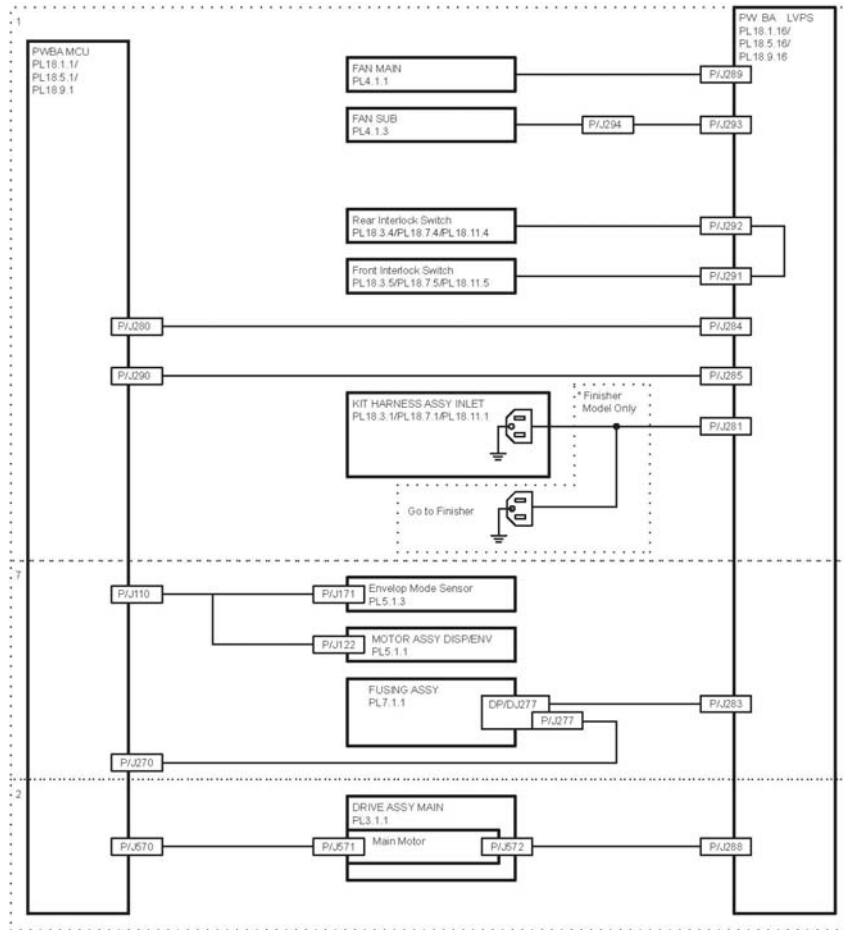 1
PWBA MCU
PL18.1.1/
PL18.5.1/
PL18.9.1
PW BA LVPS
PL18.1.16/
PL18.5.16/
PL18.9.16
FAN MAIN
PL4.1.1
P/J289
FAN SUB
PL4.1.3
P/J294
P/J293
Rear Interlock Switch
PL18.3.4/PL18.7.4/PL18.11.4
P/J292
Front Interlock Switch
PL18.3.5/PL18.7.5/PL18.11.5
P/J291
P/J280
P/J284
P/J290
P/J285
KIT HARNESS ASSY INLET
PL18.3.1/PL18.7.1/PL18.11.1
* Finisher
Model Only
P/J281
Go to Finisher
7
P/J110
P/J171
Envelop Mode Sensor
PL5.1.3
P/J122
MOTOR ASSY DISP/ENV
PL5.1.1
FUSING ASSY
PL7.1.1
DP/DJ277
P/J283
P/J277
P/J270
2
DRIVE ASSY MAIN
PL3.1.1
P/J570
P/J571
Main Motor
P/J572
P/J288